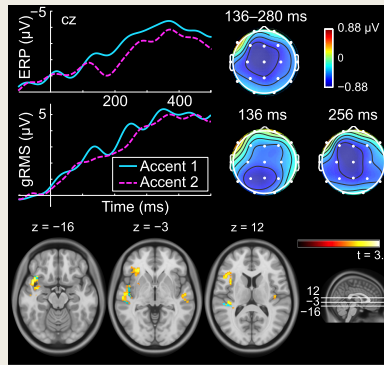 −5
cz
ERP (µV)
136–280 ms
0.88 µV
0
−0.88
200
400
5
gRMS (µV)
Accent 1
Accent 2
Time (ms)
136 ms
256 ms
z = −16
z = −3
z = 12
t = 3.
12
−3
−16